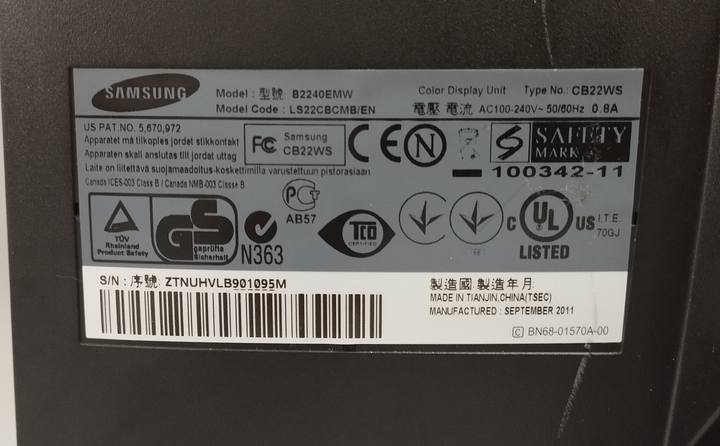 SAMSUNG
Model : 型號: B2240EMW
Color Display Unit Type No.: CB22WS
Model Code : LS22CBCMB/EN
電壓 電流 AC100-240V~ 50/60Hz 0.8A
US PAT.NO. 5,670,972
Apparatet må tilkoples jordet stikkontakt
Apparaten skall anslutas till jordat uttag
Laite on liitettävä suojamaadoitus-koskettimilla varustettuun pistorasiaan
Canada ICES-003 Class B / Canada NMB-003 Classe B
FC Samsung
CB22WS
CE
N
S SAFETY
MARK
100342-11
TÜV
Rheinland
Product Safety
GS
geprüfte
Sicherheit
N363
PCT
AB57
TCO
CERTIFIED
c UL US
LISTED
I.T.E.
70GJ
S/N : 序號: ZTNUHVLB901095M
製造國: 製造年月:
MADE IN TIANJIN.CHINA(TSEC)
MANUFACTURED : SEPTEMBER 2011
C BN68-01570A-00